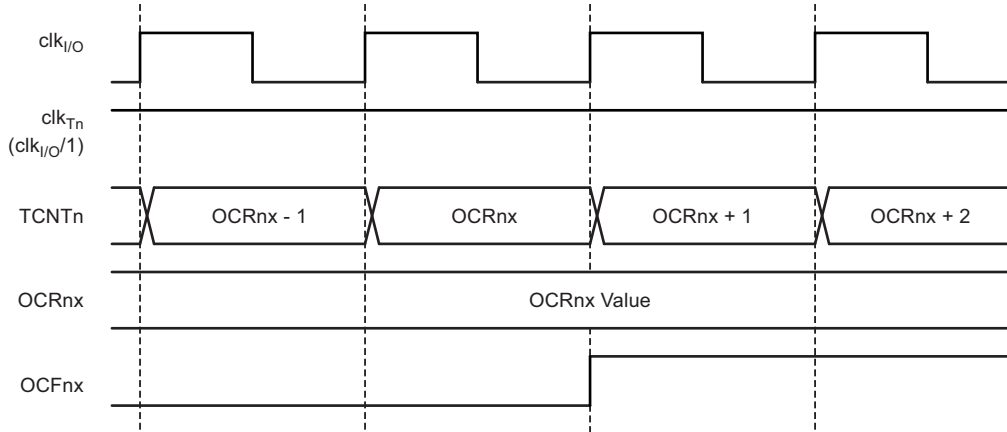 clkI/O
clkTn
(clkI/O/1)
TCNTn
OCRnx - 1
OCRnx
OCRnx + 1
OCRnx + 2
OCRnx
OCRnx Value
OCFnx